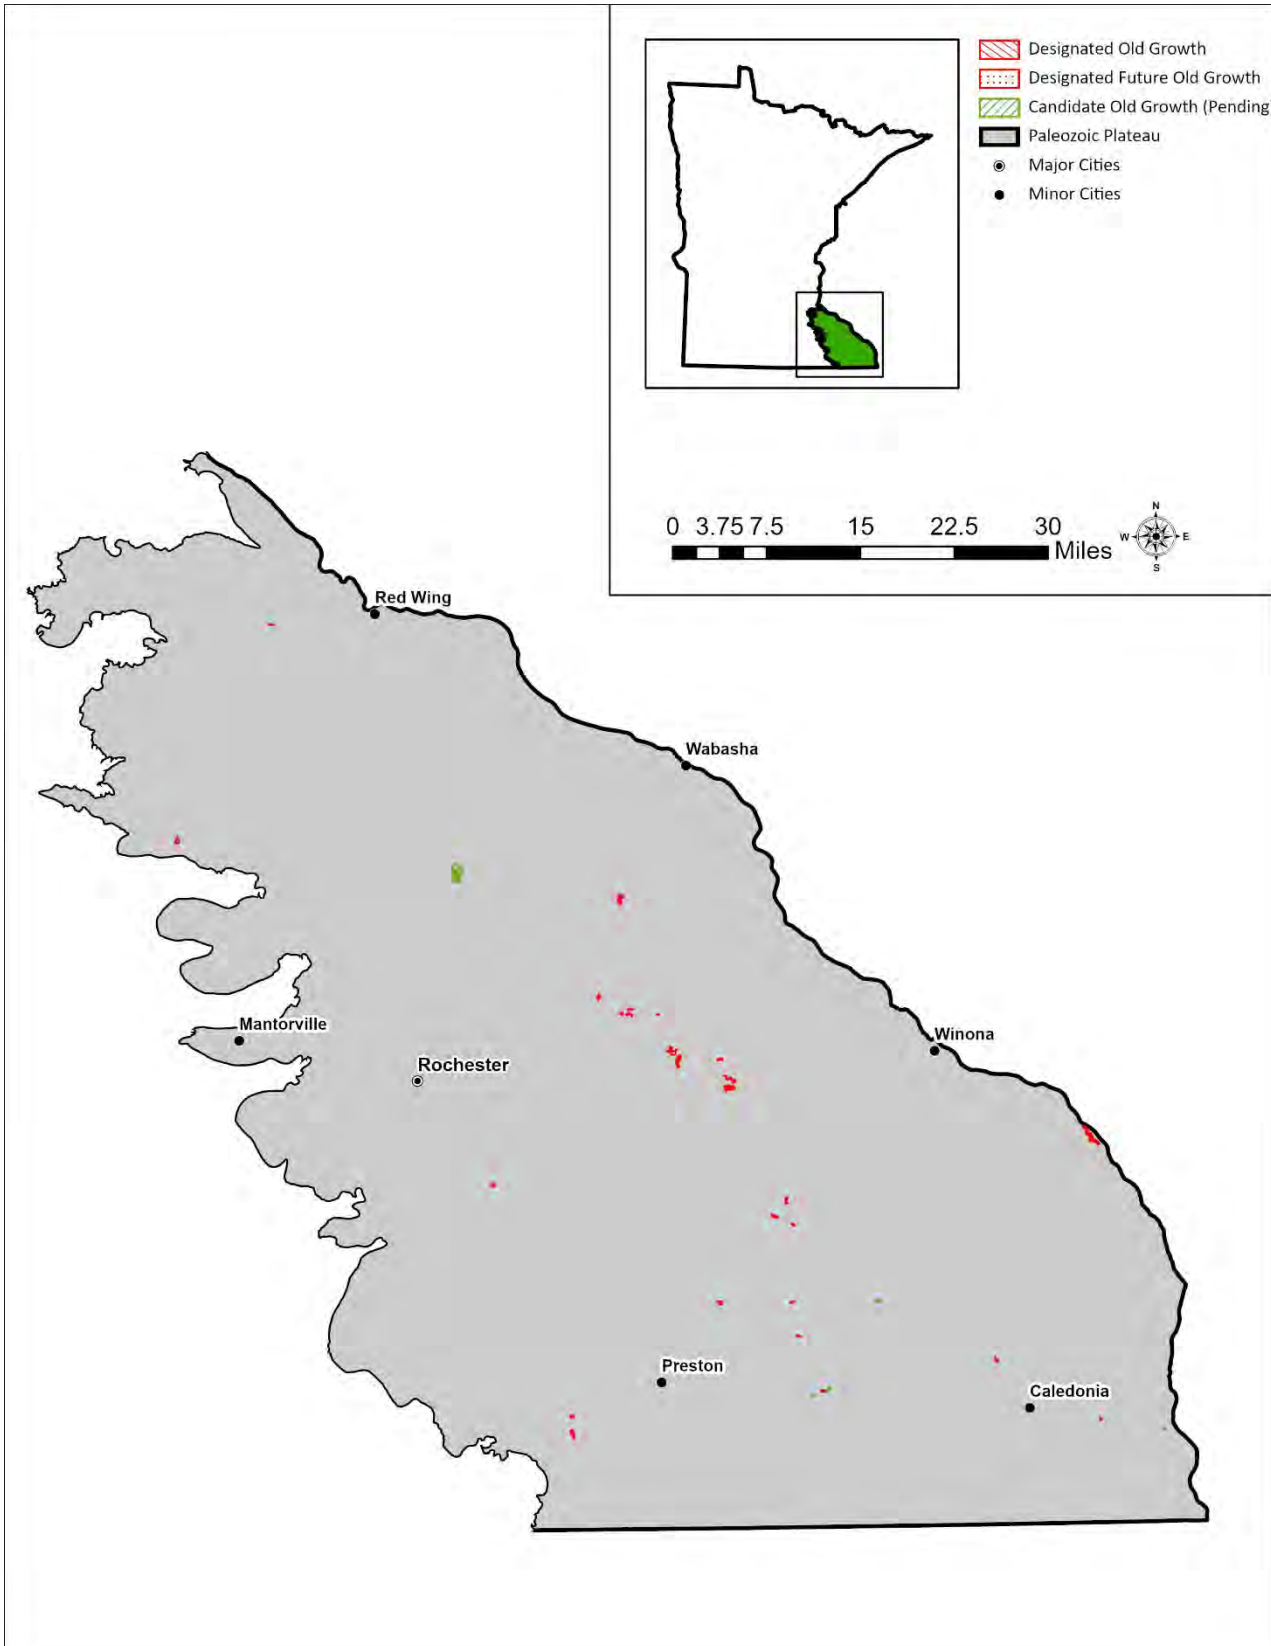 Designated Old Growth
Designated Future Old Growth
Candidate Old Growth (Pending
Paleozoic Plateau
Major Cities
Minor Cities
0 3.75 7.5 15 22.5 30
Miles
N
W E
S
Red Wing
Wabasha
Mantorville
Winona
Rochester
Preston
Caledonia